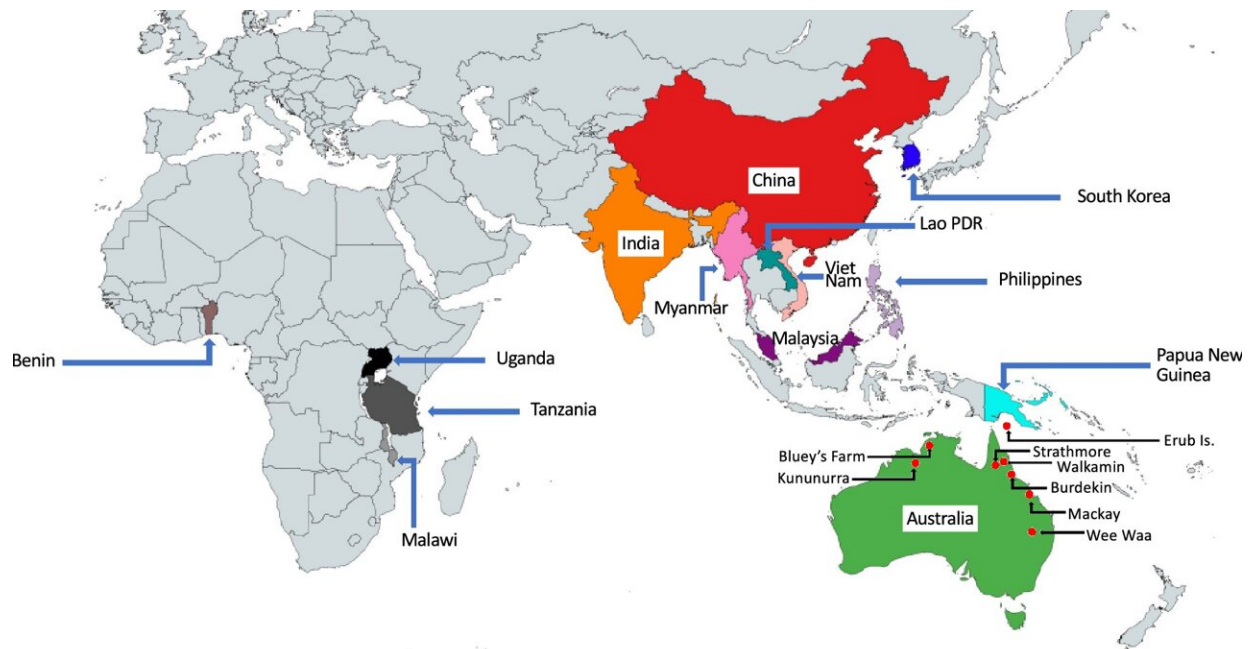 China
South Korea
Lao PDR
India
Viet
Nam
Philippines
Myanmar
Malaysia
Benin
Uganda
Papua New
Guinea
Tanzania
Erub Is.
Strathmore
Bluey's Farm
Walkamin
Kununurra
Burdekin
Mackay
Australia
Wee Waa
Malawi